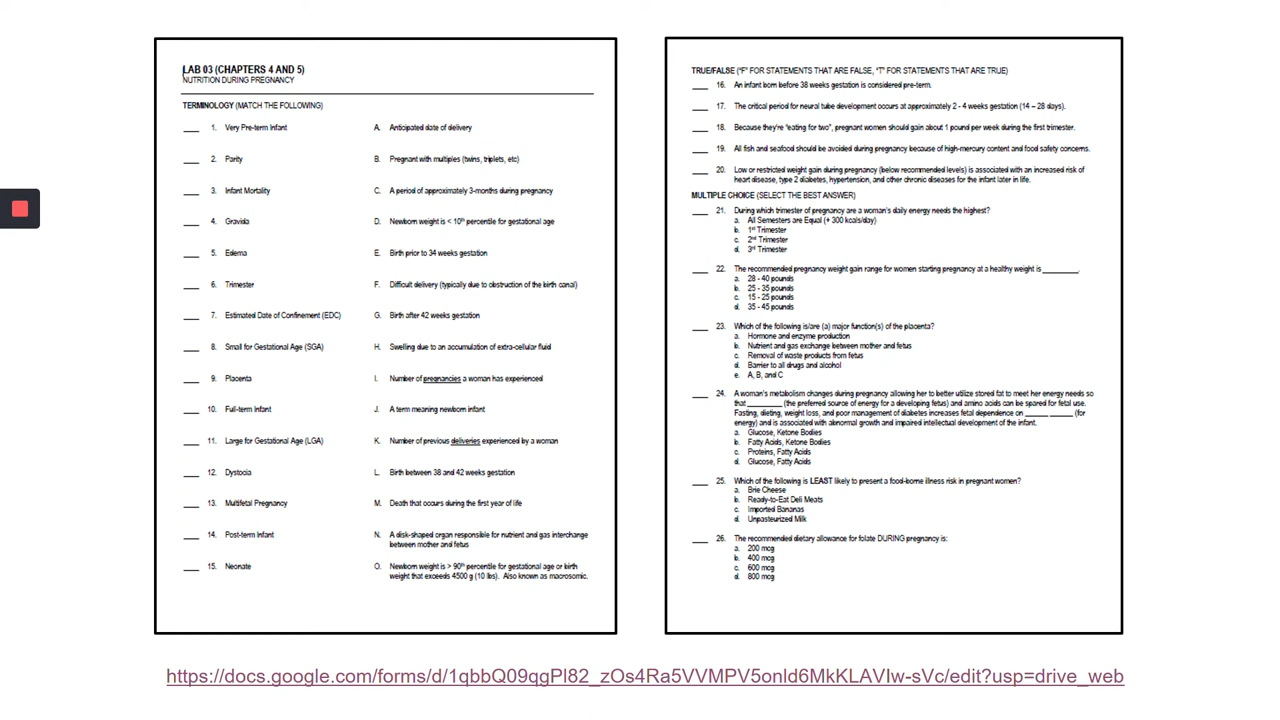 LAB 03 (CHAPTERS 4 AND 5)
NUTRITION DURING PREGNANCY
TERMINOLOGY (MATCH THE FOLLOWING)
____ 1. Very Pre-term Infant A. Anticipated date of delivery
____ 2. Parity B. Pregnant with multiples (twins, triplets, etc)
____ 3. Infant Mortality C. A period of approximately 3-months during pregnancy
____ 4. Gravida D. Newborn weight is < 10th percentile for gestational age
____ 5. Edema E. Birth prior to 34 weeks gestation
____ 6. Trimester F. Difficult delivery (typically due to obstruction of the birth canal)
____ 7. Estimated Date of Confinement (EDC) G. Birth after 42 weeks gestation
____ 8. Small for Gestational Age (SGA) H. Swelling due to an accumulation of extra-cellular fluid
____ 9. Placenta I. Number of pregnancies a woman has experienced
____ 10. Full-term Infant J. A term meaning newborn infant
____ 11. Large for Gestational Age (LGA) K. Number of previous deliveries experienced by a woman
____ 12. Dystocia L. Birth between 38 and 42 weeks gestation
____ 13. Multifetal Pregnancy M. Death that occurs during the first year of life
____ 14. Post-term Infant N. A disk-shaped organ responsible for nutrient and gas interchange
between mother and fetus
____ 15. Neonate O. Newborn weight is > 90th percentile for gestational age or birth
weight that exceeds 4500 g (10 lbs). Also known as macrosomic.
TRUE/FALSE ("F" FOR STATEMENTS THAT ARE FALSE, "T" FOR STATEMENTS THAT ARE TRUE)
____ 16. An infant born before 38 weeks gestation is considered pre-term.
____ 17. The critical period for neural tube development occurs at approximately 2 - 4 weeks gestation (14 – 28 days).
____ 18. Because they're "eating for two", pregnant women should gain about 1 pound per week during the first trimester.
____ 19. All fish and seafood should be avoided during pregnancy because of high-mercury content and food safety concerns.
____ 20. Low or restricted weight gain during pregnancy (below recommended levels) is associated with an increased risk of
heart disease, type 2 diabetes, hypertension, and other chronic diseases for the infant later in life.
MULTIPLE CHOICE (SELECT THE BEST ANSWER)
____ 21. During which trimester of pregnancy are a woman's daily energy needs the highest?
a. All Semesters are Equal (+ 300 kcals/day)
b. 1st Trimester
c. 2nd Trimester
d. 3rd Trimester
____ 22. The recommended pregnancy weight gain range for women starting pregnancy at a healthy weight is ________.
a. 28 - 40 pounds
b. 25 - 35 pounds
c. 15 - 25 pounds
d. 35 - 45 pounds
____ 23. Which of the following is/are (a) major function(s) of the placenta?
a. Hormone and enzyme production
b. Nutrient and gas exchange between mother and fetus
c. Removal of waste products from fetus
d. Barrier to all drugs and alcohol
e. A, B, and C
____ 24. A woman's metabolism changes during pregnancy allowing her to better utilize stored fat to meet her energy needs so
that ________ (the preferred source of energy for a developing fetus) and amino acids can be spared for fetal use.
Fasting, dieting, weight loss, and poor management of diabetes increases fetal dependence on _____ _____ (for
energy) and is associated with abnormal growth and impaired intellectual development of the infant.
a. Glucose, Ketone Bodies
b. Fatty Acids, Ketone Bodies
c. Proteins, Fatty Acids
d. Glucose, Fatty Acids
____ 25. Which of the following is LEAST likely to present a food-borne illness risk in pregnant women?
a. Brie Cheese
b. Ready-to-Eat Deli Meats
c. Imported Bananas
d. Unpasteurized Milk
____ 26. The recommended dietary allowance for folate DURING pregnancy is:
a. 200 mcg
b. 400 mcg
c. 600 mcg
d. 800 mcg
https://docs.google.com/forms/d/1qbbQ09qgPl82_zOs4Ra5VVMPV5onld6MkKLAVIw-sVc/edit?usp=drive_web